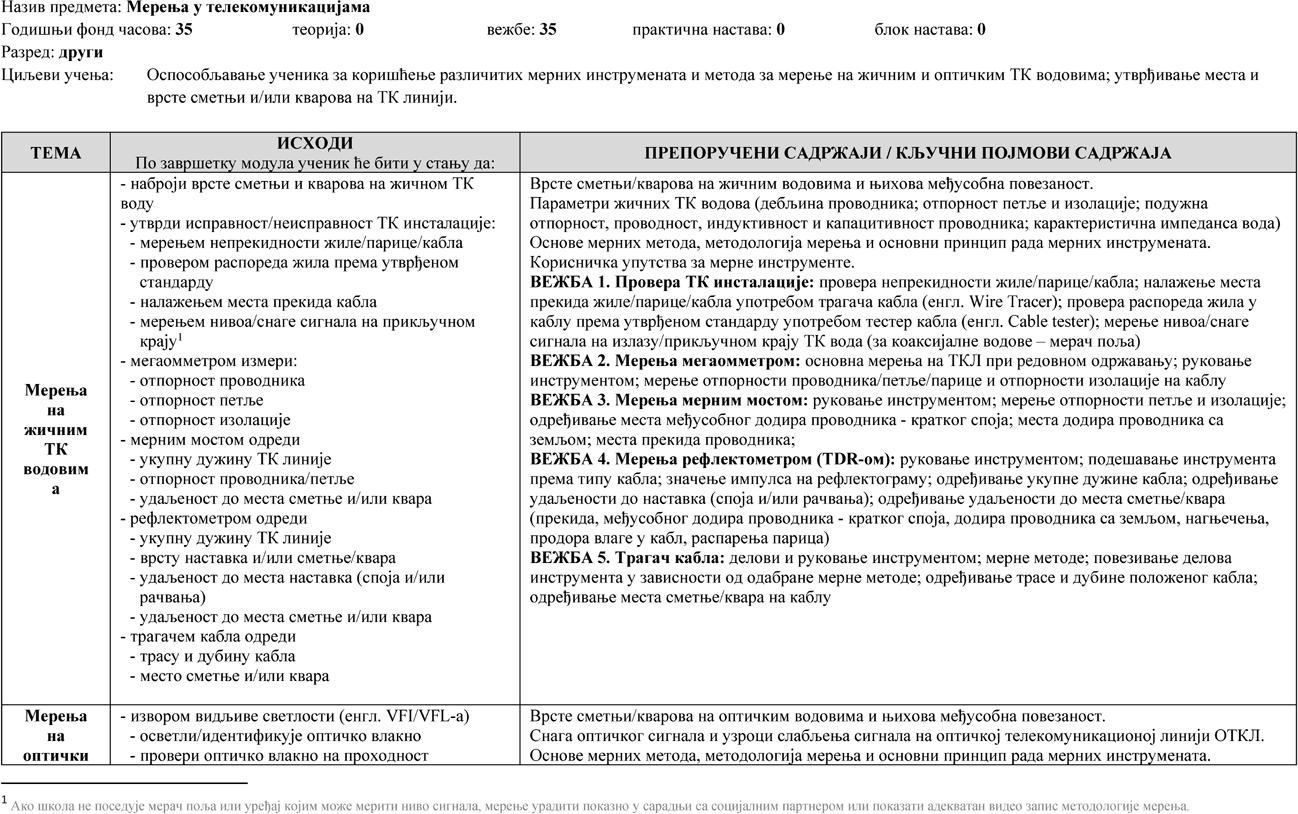 Назив предмета: Мерења у телекомуникацијама
Годишњи фонд часова: 35 теорија: 0 вежбе: 35 практична настава: 0 блок настава: 0
Разред: други
Циљеви учења: Оспособљавање ученика за коришћење различитих мерних инструмената и метода за мерење на жичним и оптичким ТК водовима; утврђивање места и
врсте сметњи и/или кварова на ТК линији.
ТЕМА
ИСХОДИ
По завршетку модула ученик ће бити у стању да:
ПРЕПОРУЧЕНИ САДРЖАЈИ / КЉУЧНИ ПОЈМОВИ САДРЖАЈА
Мерења
на
жичним
ТК
водовим
а
- наброји врсте сметњи и кварова на жичном ТК
воду
- утврди исправност/неисправност ТК инсталације:
- мерењем непрекидности жиле/парице/кабла
- провером распореда жила према утврђеном
стандарду
- налажењем места прекида кабла
- мерењем нивоа/снаге сигнала на прикључном
крају1
- мегаомметром измери:
- отпорност проводника
- отпорност петље
- отпорност изолације
- мерним мостом одреди
- укупну дужину ТК линије
- отпорност проводника/петље
- удаљеност до места сметње и/или квара
- рефлектометром одреди
- укупну дужину ТК линије
- врсту наставка и/или сметње/квара
- удаљеност до места наставка (споја и/или
рачвања)
- удаљеност до места сметње и/или квара
- трагачем кабла одреди
- трасу и дубину кабла
- место сметње и/или квара
Врсте сметњи/кварова на жичним водовима и њихова међусобна повезаност.
Параметри жичних ТК водова (дебљина проводника; отпорност петље и изолације; подужна
отпорност, проводност, индуктивност и капацитивност проводника; карактеристична импеданса вода)
Основе мерних метода, методологија мерења и основни принцип рада мерних инструмената.
Корисничка упутства за мерне инструменте.
ВЕЖБА 1. Провера ТК инсталације: провера непрекидности жиле/парице/кабла; налажење места
прекида жиле/парице/кабла употребом трагача кабла (енгл. Wire Tracer); провера распореда жила у
каблу према утврђеном стандарду употребом тестер кабла (енгл. Cable tester); мерење нивоа/снаге
сигнала на излазу/прикључном крају ТК вода (за коаксијалне водове – мерач поља)
ВЕЖБА 2. Мерења мегаомметром: основна мерења на ТКЛ при редовном одржавању; руковање
инструментом; мерење отпорности проводника/петље/парице и отпорности изолације на каблу
ВЕЖБА 3. Мерења мерним мостом: руковање инструментом; мерење отпорности петље и изолације;
одређивање места међусобног додира проводника - кратког споја; места додира проводника са
земљом; места прекида проводника;
ВЕЖБА 4. Мерења рефлектометром (TDR-ом): руковање инструментом; подешавање инструмента
према типу кабла; значење импулса на рефлектограму; одређивање укупне дужине кабла; одређивање
удаљености до наставка (споја и/или рачвања); одређивање удаљености до места сметње/квара
(прекида, међусобног додира проводника - кратког споја, додира проводника са земљом, нагњечења,
продора влаге у кабл, распарења парица)
ВЕЖБА 5. Трагач кабла: делови и руковање инструментом; мерне методе; повезивање делова
инструмента у зависности од одабране мерне методе; одређивање трасе и дубине положеног кабла;
одређивање места сметње/квара на каблу
Мерења
на
оптички
- извором видљиве светлости (енгл. VFI/VFL-а)
- осветли/идентификује оптичко влакно
- провери оптичко влакно на проходност
Врсте сметњи/кварова на оптичким водовима и њихова међусобна повезаност.
Снага оптичког сигнала и узроци слабљења сигнала на оптичкој телекомуникационој линији ОТКЛ.
Основе мерних метода, методологија мерења и основни принцип рада мерних инструмената.
1 Ако школа не поседује мерач поља или уређај којим може мерити ниво сигнала, мерење урадити показно у сарадњи са социјалним партнером или показати адекватан видео запис методологије мерења.